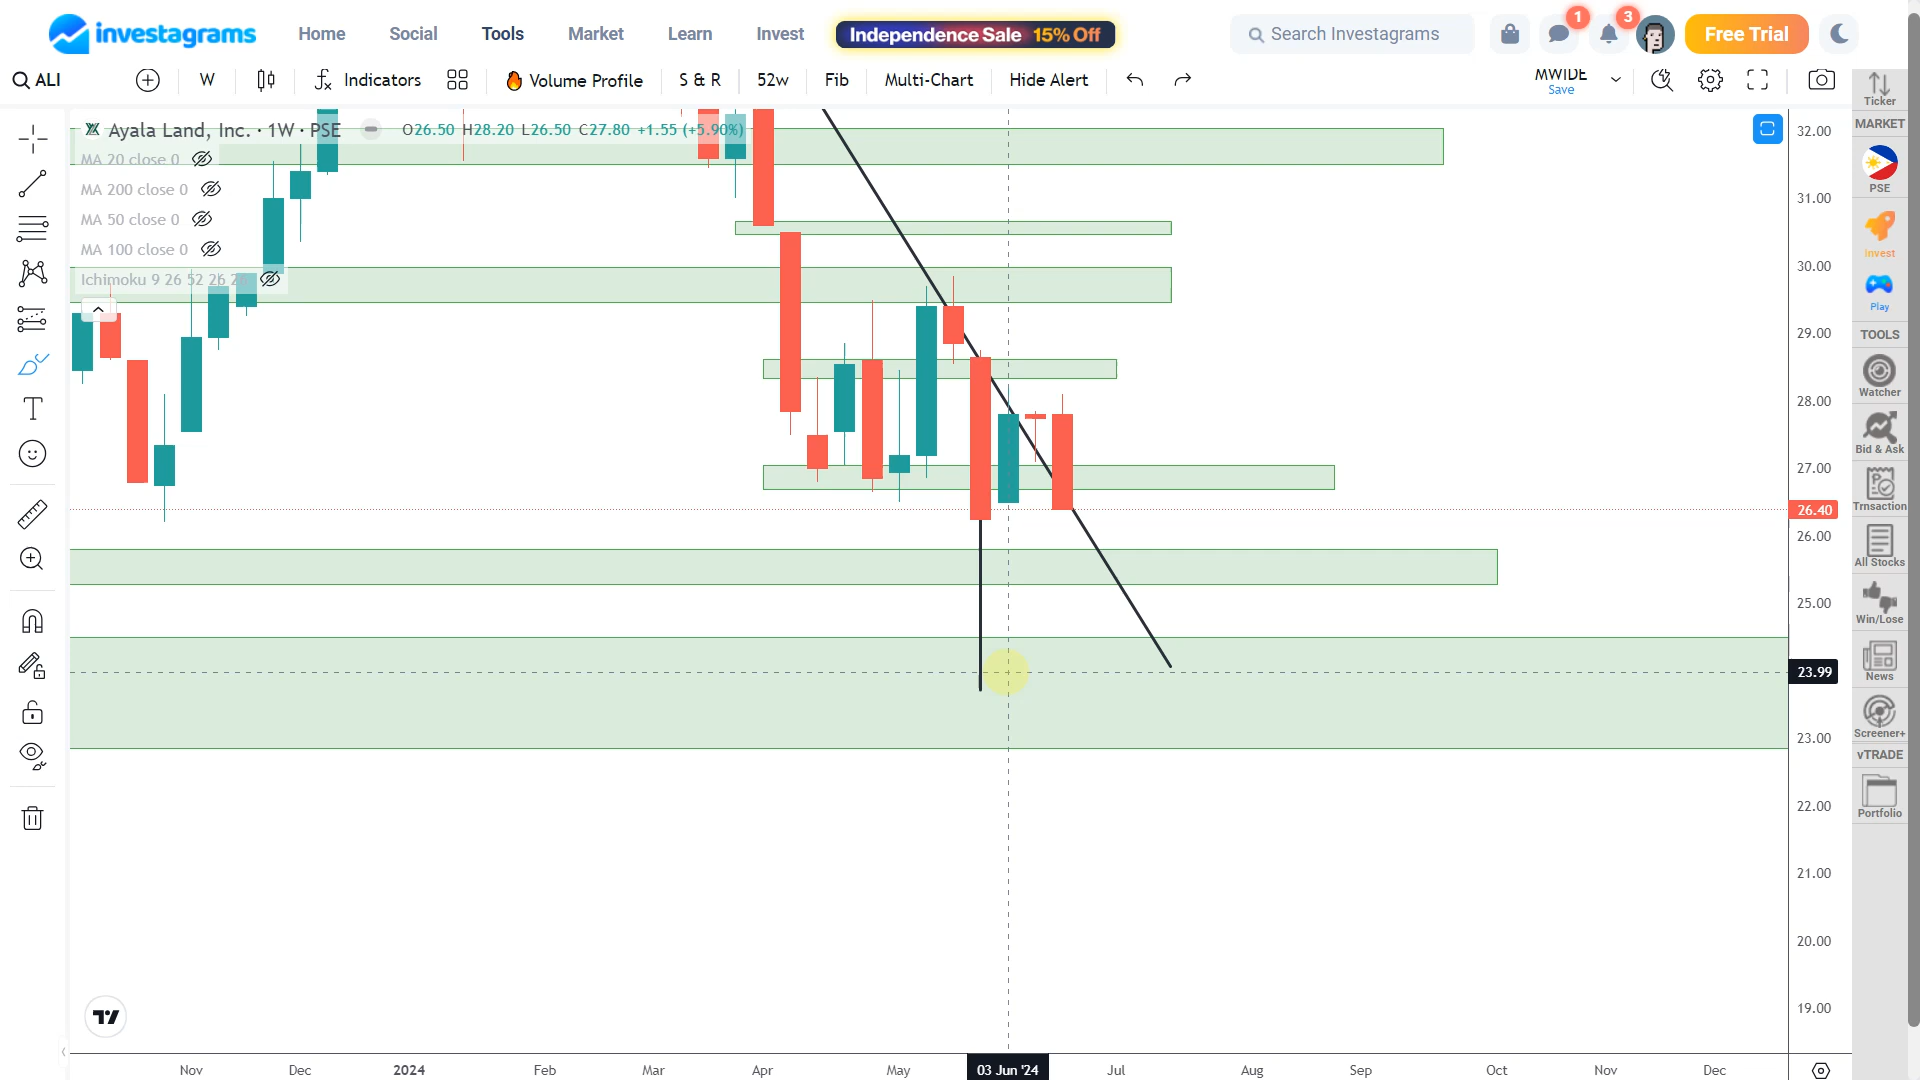 investagrams
Home
Social
Tools
Market
Learn
Invest
Independence Sale 15% Off
Search Investagrams
1
3
Free Trial
ALI
W
Indicators
Volume Profile
S & R
52w
Fib
Multi-Chart
Hide Alert
MWIDE
Save
Ayala Land, Inc. · 1W · PSE
O26.50 H28.20 L26.50 C27.80 +1.55 (+5.90%)
MA 20 close 0
MA 200 close 0
MA 50 close 0
MA 100 close 0
Ichimoku 9 26 52 26 26
32.00
31.00
30.00
29.00
28.00
27.00
26.40
26.00
25.00
23.99
23.00
22.00
21.00
20.00
19.00
Nov
Dec
2024
Feb
Mar
Apr
May
03 Jun '24
Jul
Aug
Sep
Oct
Nov
Dec
Ticker
MARKET
PSE
Invest
Play
TOOLS
Watcher
Bid & Ask
Trnsaction
All Stocks
Win/Lose
News
Screener+
vTRADE
Portfolio